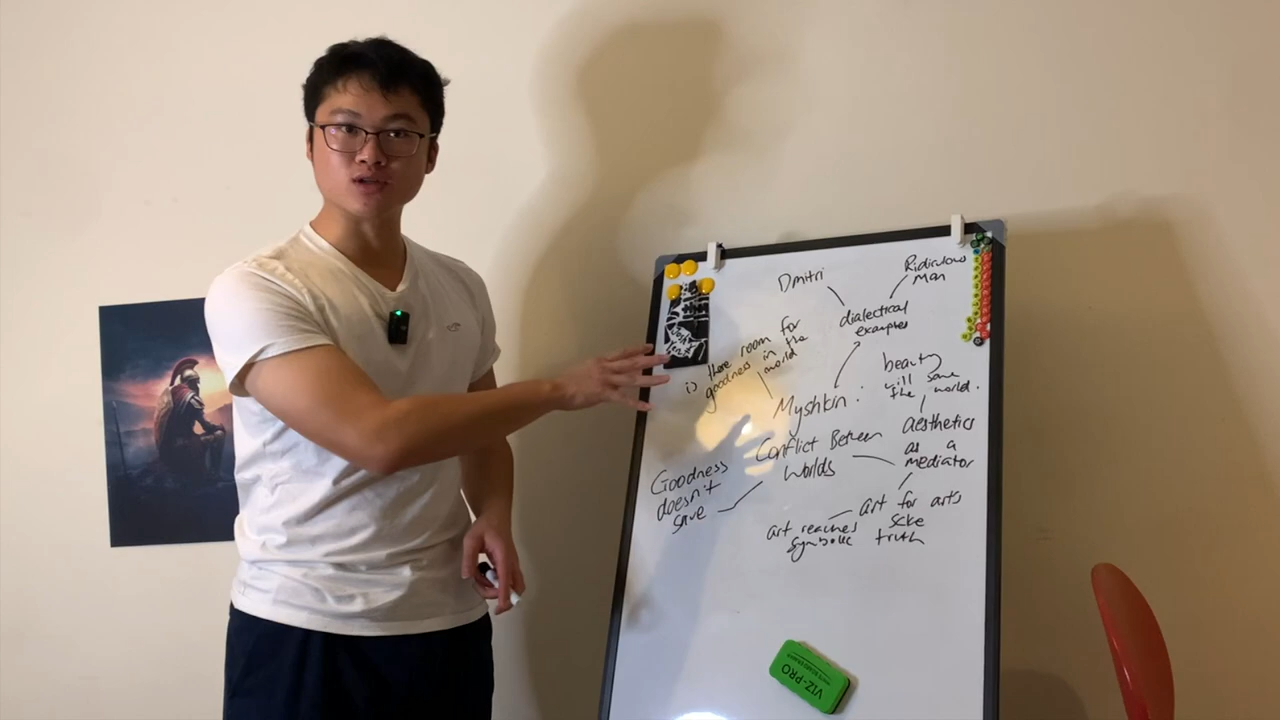 Dmitri
Ridiculous
man
dialectical
examples
is there room for
goodness in the
world
beauty
will save
the world.
Myshkin
aesthetics
as a
mediator
Conflict Between
Worlds
Goodness
doesn't
save
art for arts
scke
art reaches
symbolic truth
VIZ-PRO